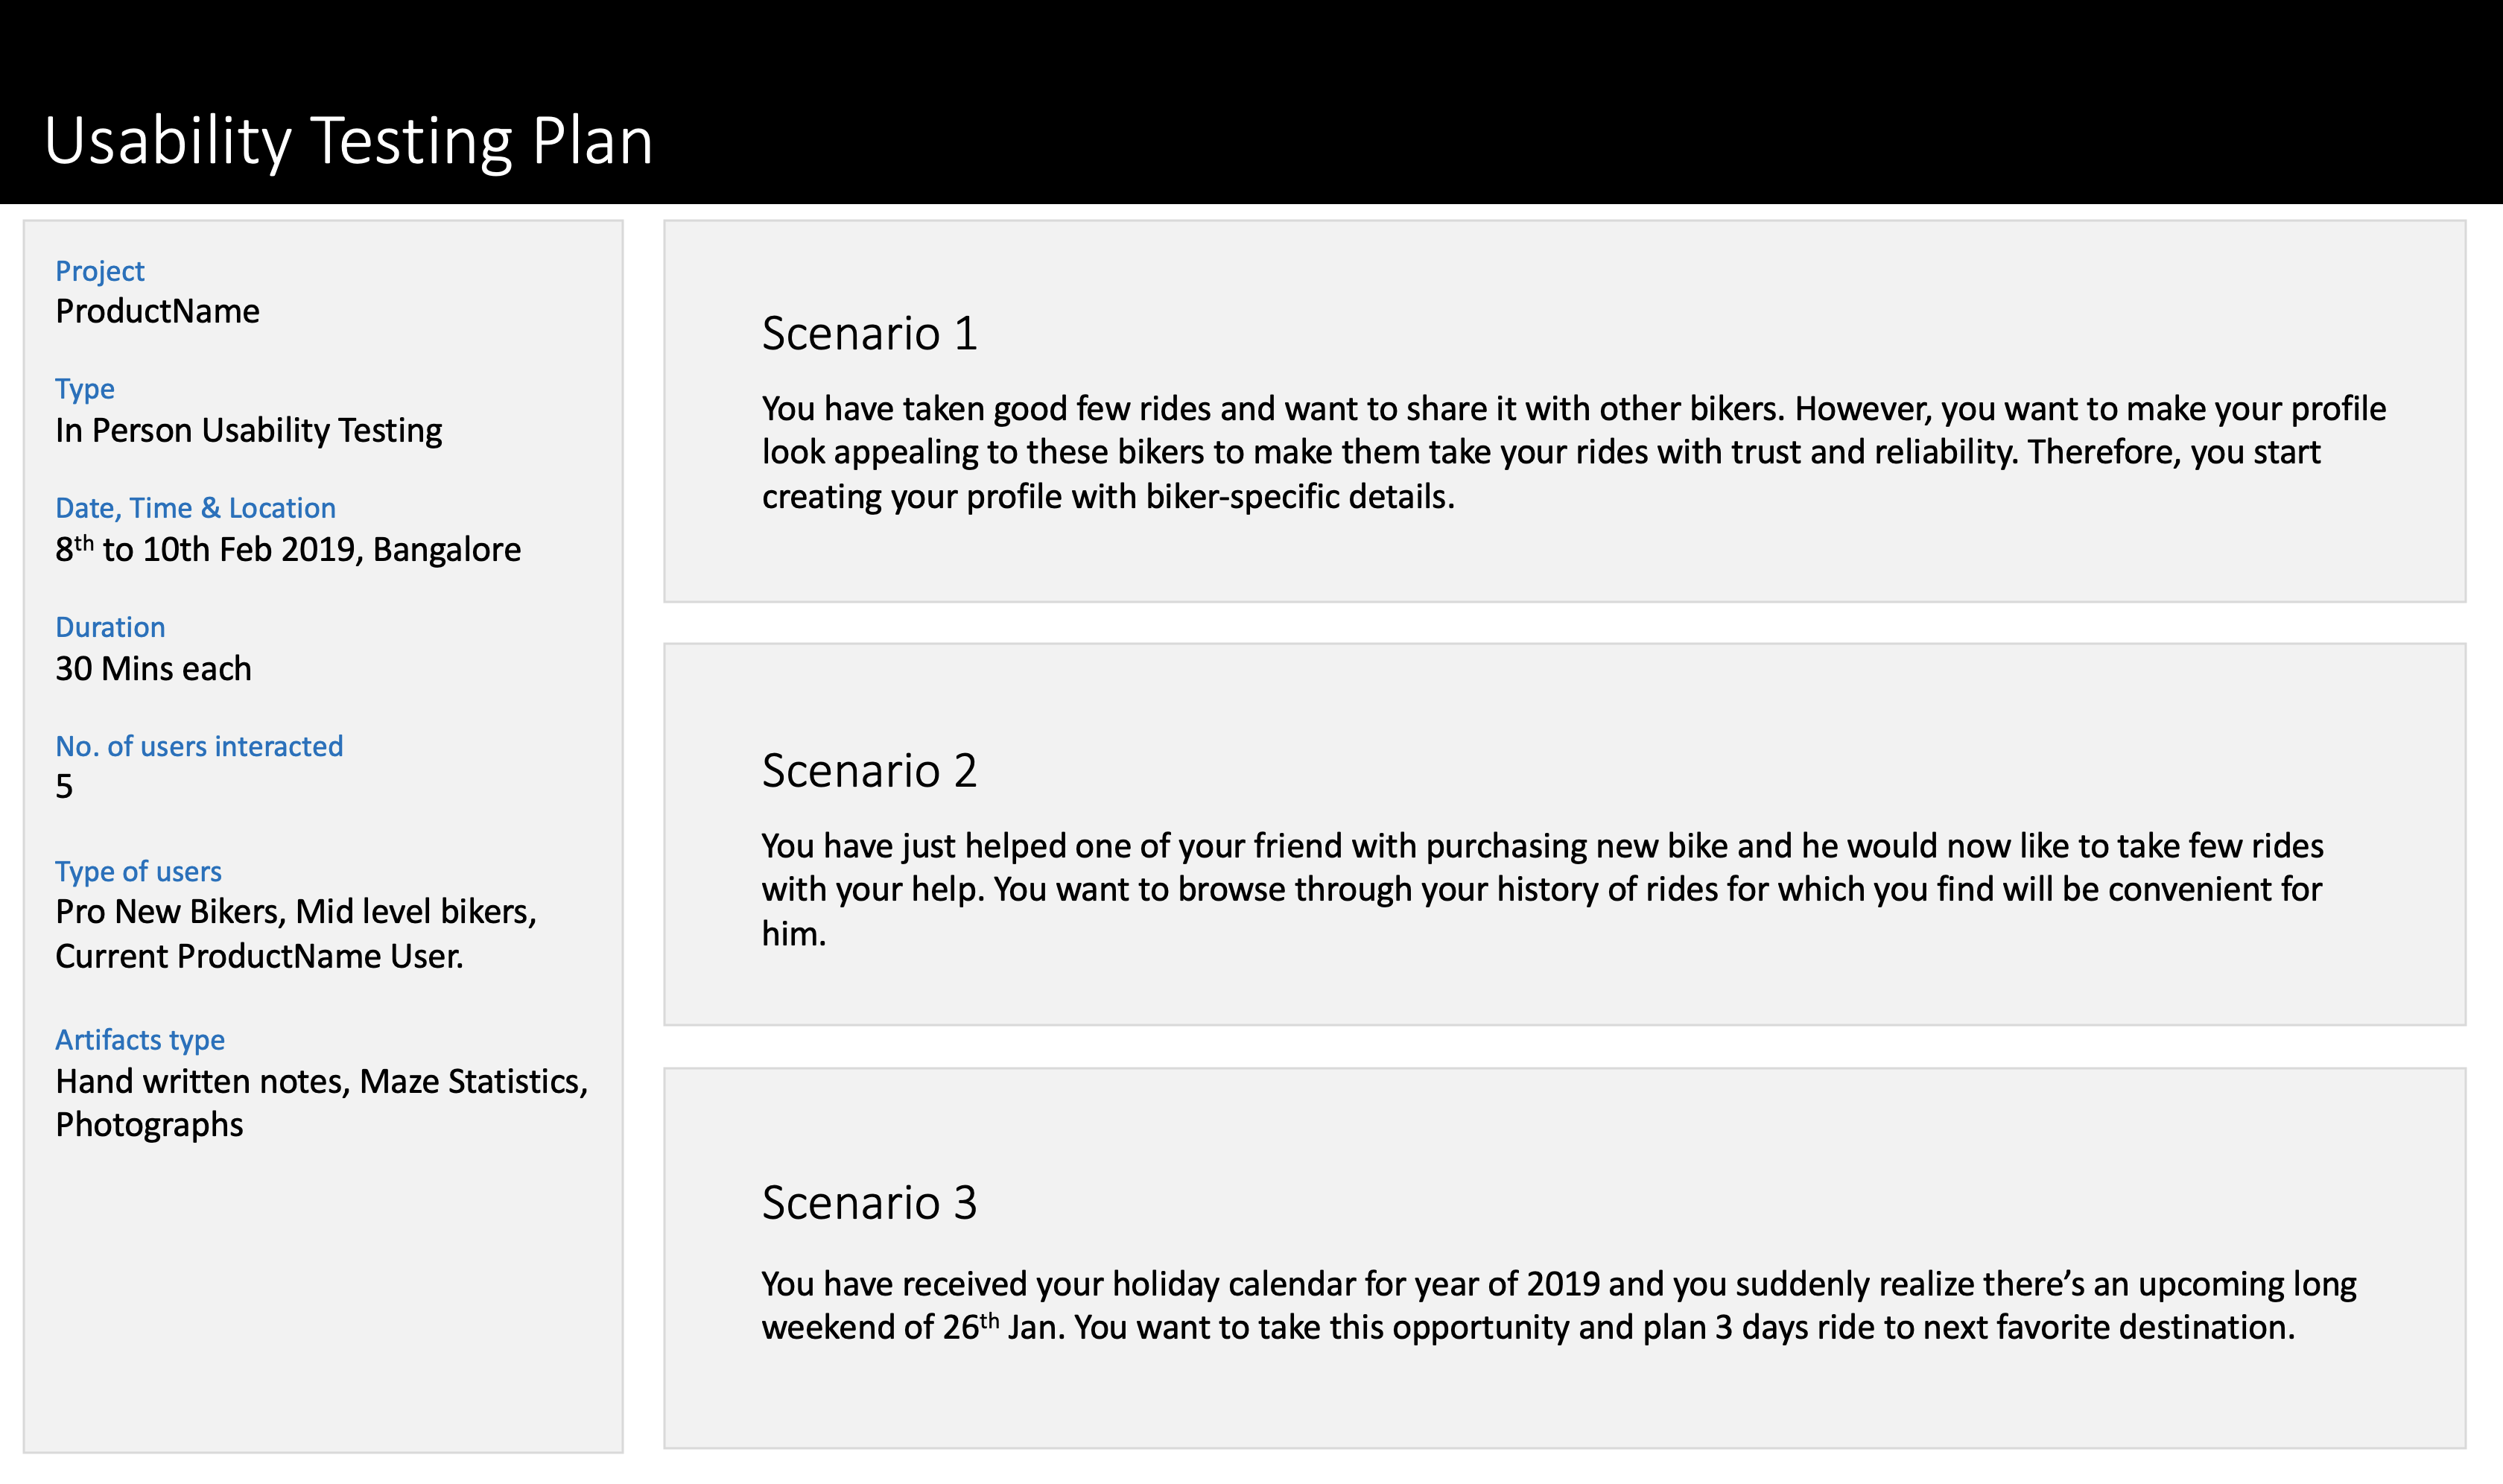 Usability Testing Plan
Project
ProductName
Type
In Person Usability Testing
Date, Time & Location
8th to 10th Feb 2019, Bangalore
Duration
30 Mins each
No. of users interacted
5
Type of users
Pro New Bikers, Mid level bikers,
Current ProductName User.
Artifacts type
Hand written notes, Maze Statistics,
Photographs
Scenario 1
You have taken good few rides and want to share it with other bikers. However, you want to make your profile
look appealing to these bikers to make them take your rides with trust and reliability. Therefore, you start
creating your profile with biker-specific details.
Scenario 2
You have just helped one of your friend with purchasing new bike and he would now like to take few rides
with your help. You want to browse through your history of rides for which you find will be convenient for
him.
Scenario 3
You have received your holiday calendar for year of 2019 and you suddenly realize there’s an upcoming long
weekend of 26th Jan. You want to take this opportunity and plan 3 days ride to next favorite destination.